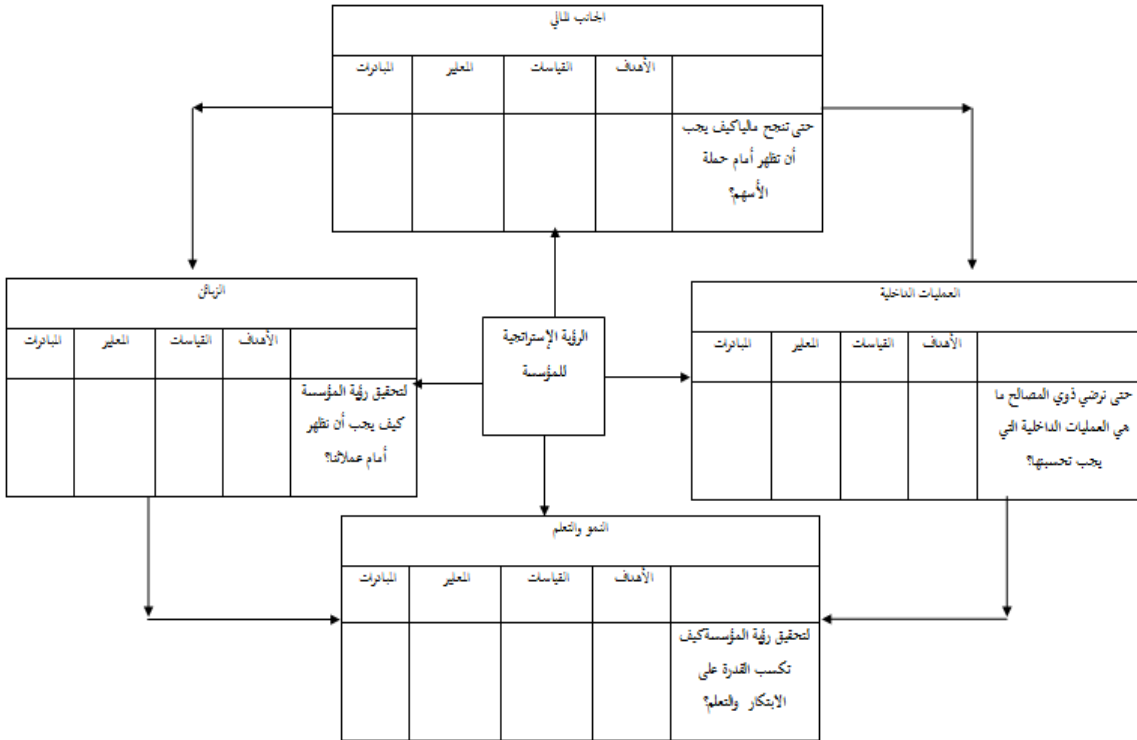 الجانب المالي
الأهداف القياسات المعايير المبادرات
حتى تنجح ماليا كيف يجب
أن تظهر أمام حملة
الأسهم؟
الزبائن
الأهداف القياسات المعايير المبادرات
لتحقيق رؤية المؤسسة
كيف يجب أن نظهر
أمام عملائنا؟
الرؤية الإستراتجية
للمؤسسة
العمليات الداخلية
الأهداف القياسات المعايير المبادرات
حتى نرضي ذوي المصالح ما
هي العمليات الداخلية التي
يجب تحسبتها؟
النمو والتعلم
الأهداف القياسات المعايير المبادرات
لتحقيق رؤية المؤسسة كيف
تكسب القدرة على
الابتكار والتعلم؟